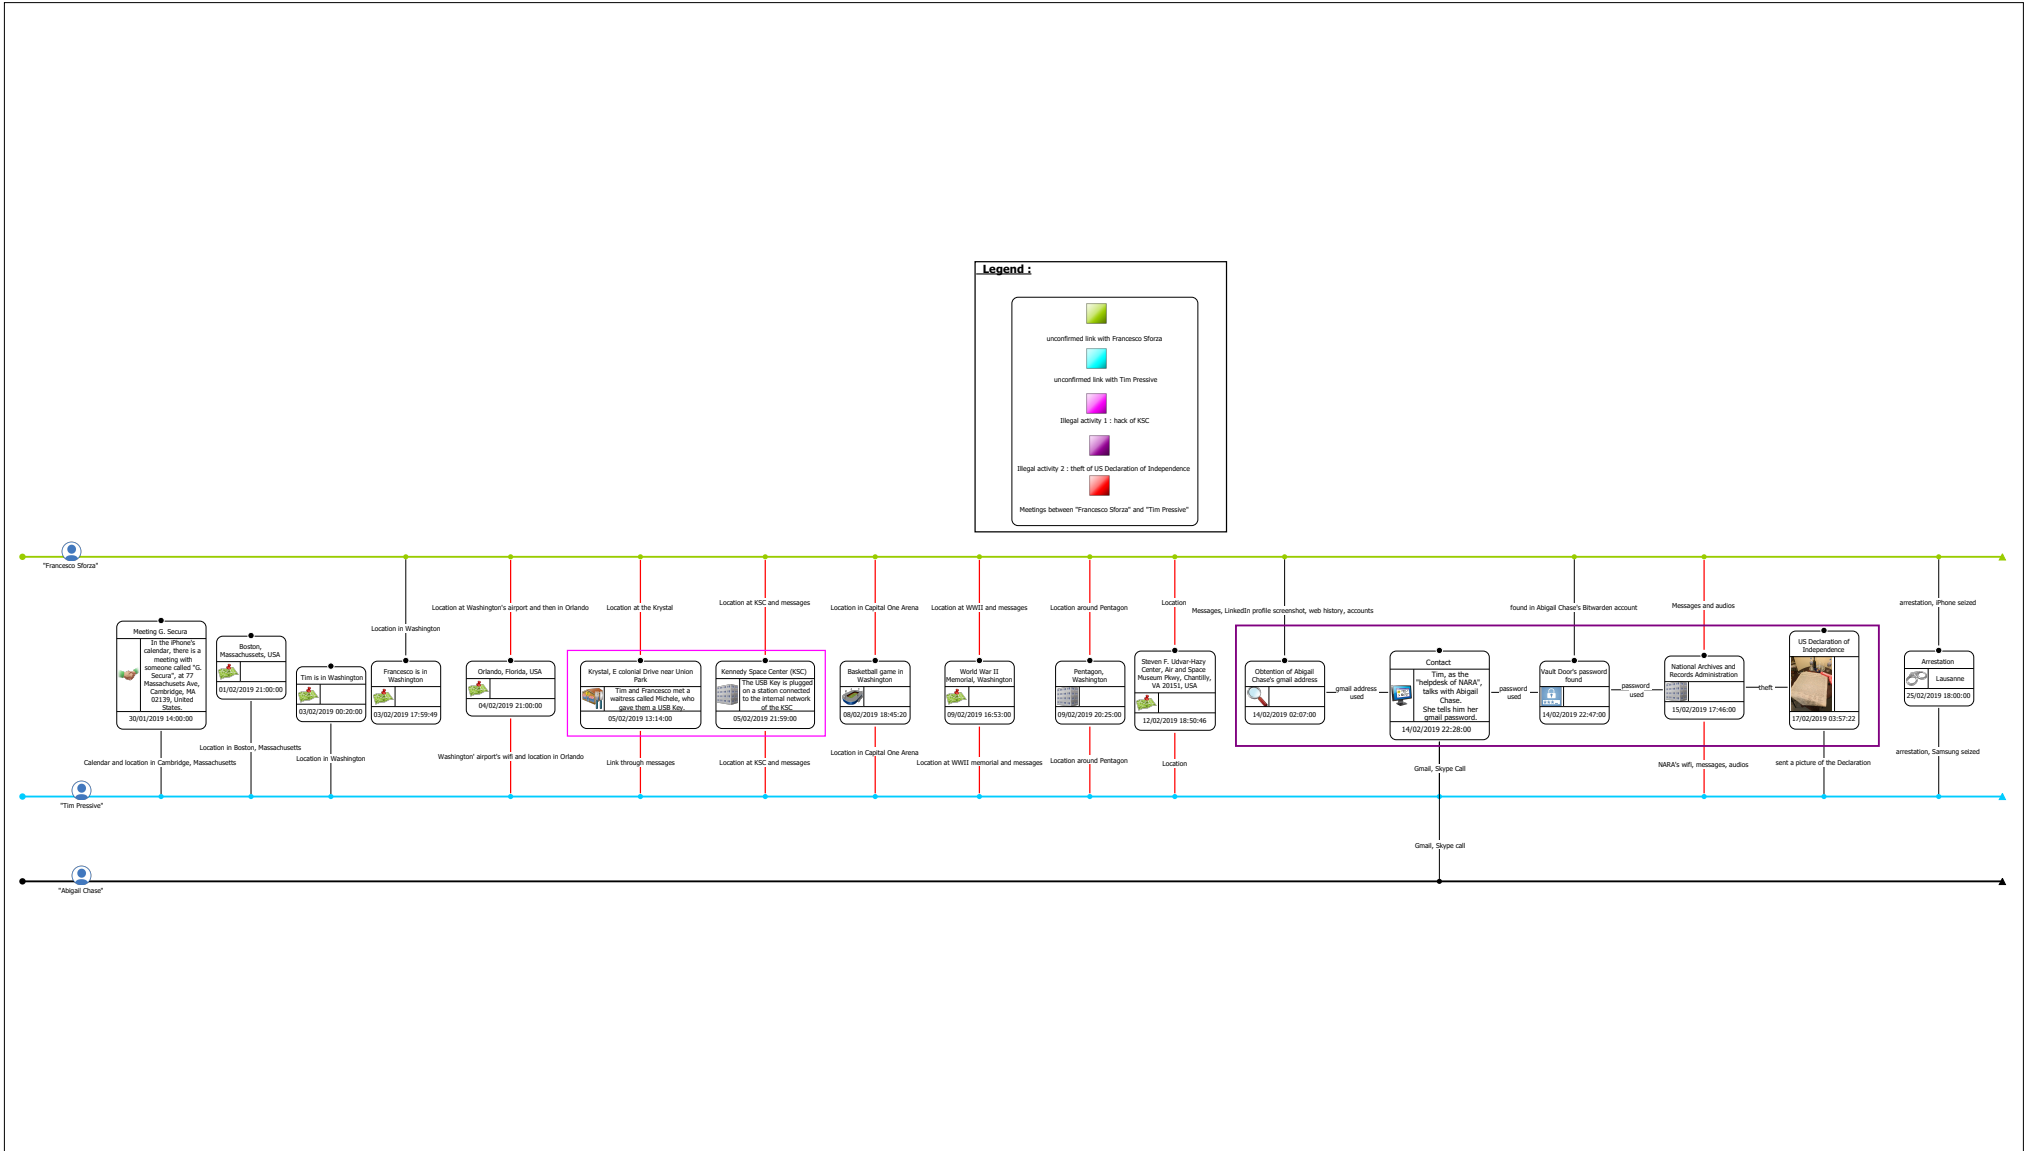 Legend :
unconfirmed link with Francesco Sforza
unconfirmed link with Tim Pressive
Illegal activity 1 : hack of KSC
Illegal activity 2 : theft of US Declaration of Independence
Meetings between "Francesco Sforza" and "Tim Pressive"
"Francesco Sforza"
Location in Washington
Location at Washington's airport and then in Orlando
Location at the Krystal
Location at KSC and messages
Location in Capital One Arena
Location at WWII and messages
Location around Pentagon
Location
Messages, LinkedIn profile screenshot, web history, accounts
found in Abigail Chase's Bitwarden account
Messages and audios
arrestation, iPhone seized
Meeting G. Secura
In the iPhone's
calendar, there is a
meeting with
someone called "G.
Secura", at 77
Massachusets Ave,
Cambridge, MA
02139, United
States.
30/01/2019 14:00:00
Boston,
Massachussets, USA
01/02/2019 21:00:00
Tim is in Washington
03/02/2019 00:20:00
Francesco is in
Washington
03/02/2019 17:59:49
Orlando, Florida, USA
04/02/2019 21:00:00
Krystal, E colonial Drive near Union
Park
Tim and Francesco met a
waitress called Michele, who
gave them a USB Key.
05/02/2019 13:14:00
Kennedy Space Center (KSC)
The USB Key is plugged
on a station connected
to the internal network
of the KSC
05/02/2019 21:59:00
Basketball game in
Washington
08/02/2019 18:45:20
World War II
Memorial, Washington
09/02/2019 16:53:00
Pentagon,
Washington
09/02/2019 20:25:00
Steven F. Udvar-Hazy
Center, Air and Space
Museum Pkwy, Chantilly,
VA 20151, USA
12/02/2019 18:50:46
Obtention of Abigail
Chase's gmail address
14/02/2019 02:07:00
gmail address
used
Contact
Tim, as the
"helpdesk of NARA",
talks with Abigail
Chase.
She tells him her
gmail password.
14/02/2019 22:28:00
password
used
Vault Door's password
found
14/02/2019 22:47:00
password
used
National Archives and
Records Administration
15/02/2019 17:46:00
theft
US Declaration of
Independence
17/02/2019 03:57:22
Arrestation
Lausanne
25/02/2019 18:00:00
Calendar and location in Cambridge, Massachusetts
Location in Boston, Massachusetts
Location in Washington
Washington' airport's wifi and location in Orlando
Link through messages
Location at KSC and messages
Location in Capital One Arena
Location at WWII memorial and messages
Location around Pentagon
Location
Gmail, Skype Call
NARA's wifi, messages, audios
sent a picture of the Declaration
arrestation, Samsung seized
"Tim Pressive"
Gmail, Skype call
"Abigail Chase"